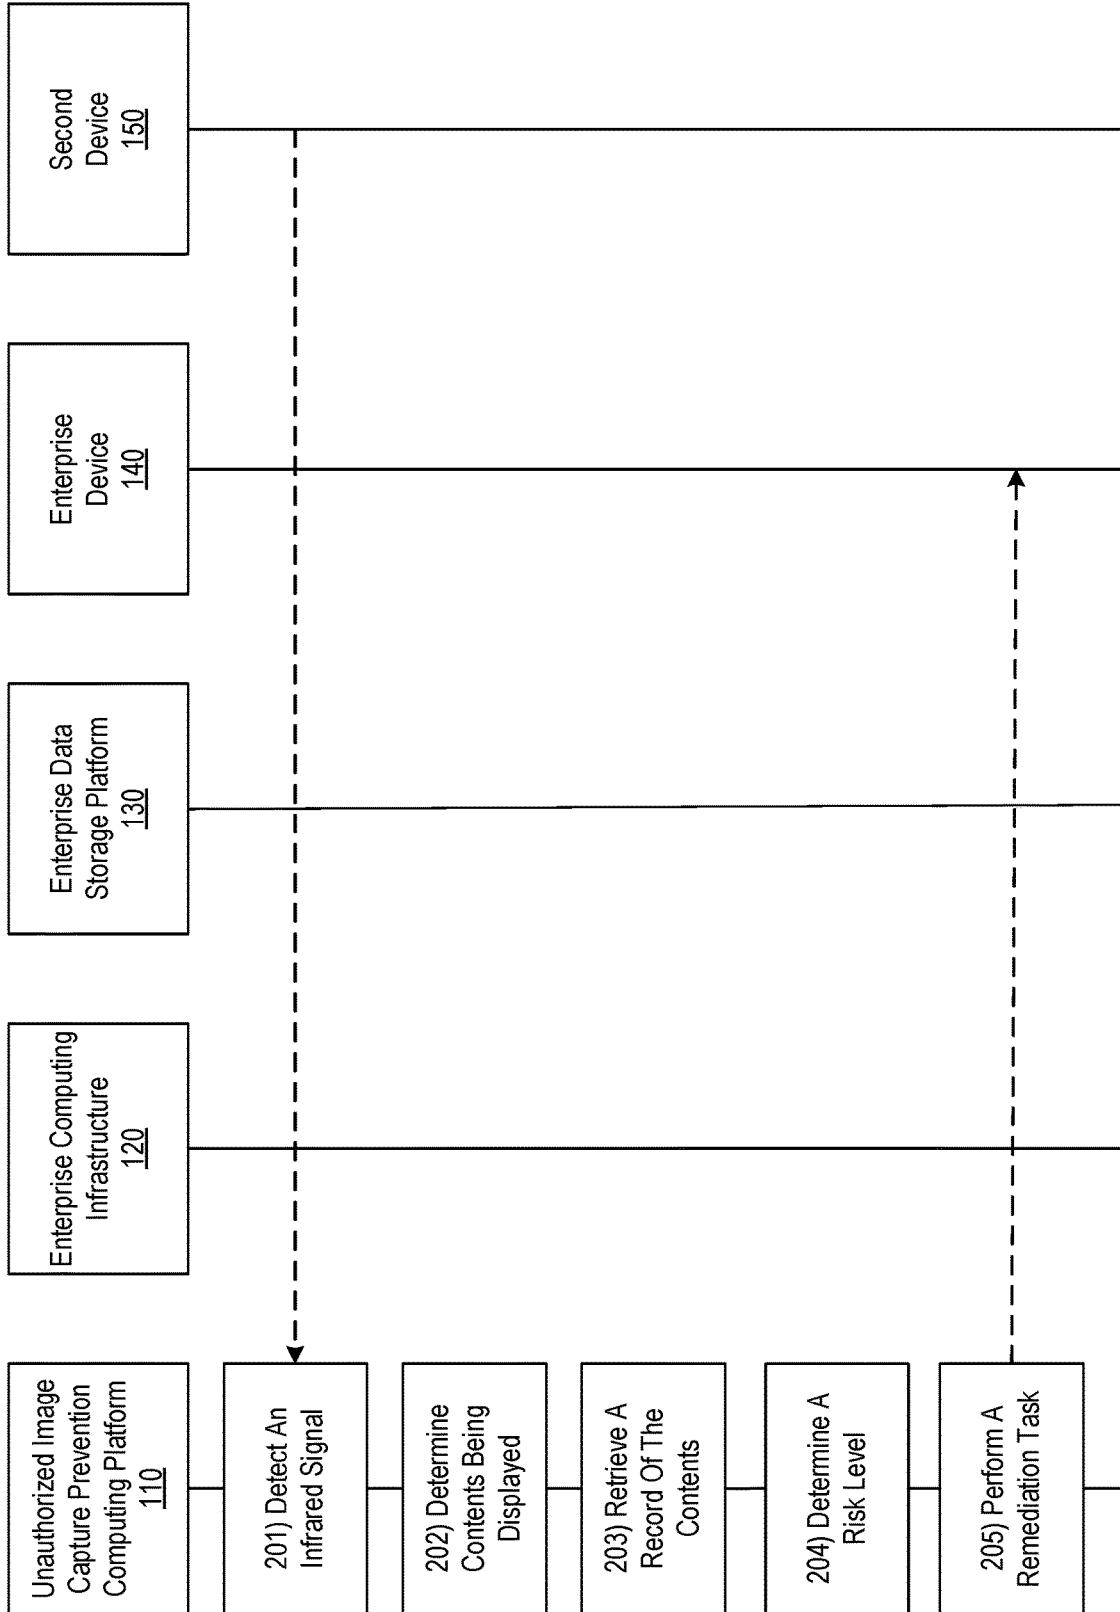 Unauthorized Image
Capture Prevention
Computing Platform
110
Enterprise Computing
Infrastructure
120
Enterprise Data
Storage Platform
130
Enterprise
Device
140
Second
Device
150
201) Detect An
Infrared Signal
202) Determine
Contents Being
Displayed
203) Retrieve A
Record Of The
Contents
204) Determine A
Risk Level
205) Perform A
Remediation Task